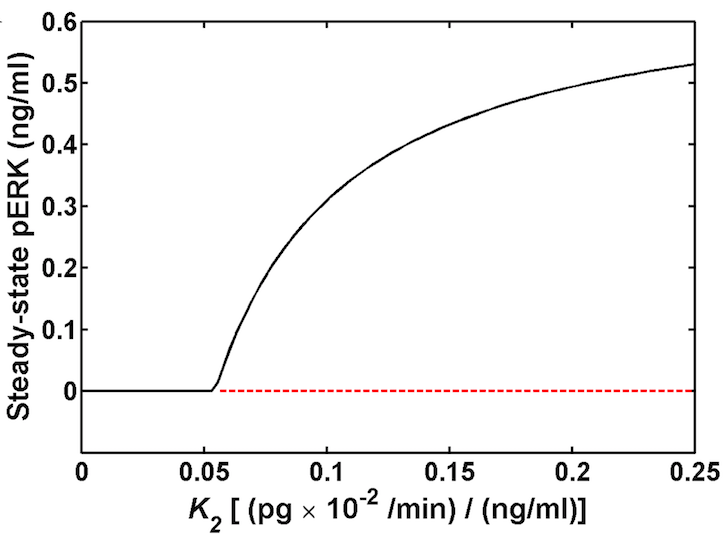 0.6
0.5
0.4
0.3
0.2
0.1
0
Steady-state pERK (ng/ml)
0 0.05 0.1 0.15 0.2 0.25
K₂ [ (pg × 10⁻² /min) / (ng/ml)]